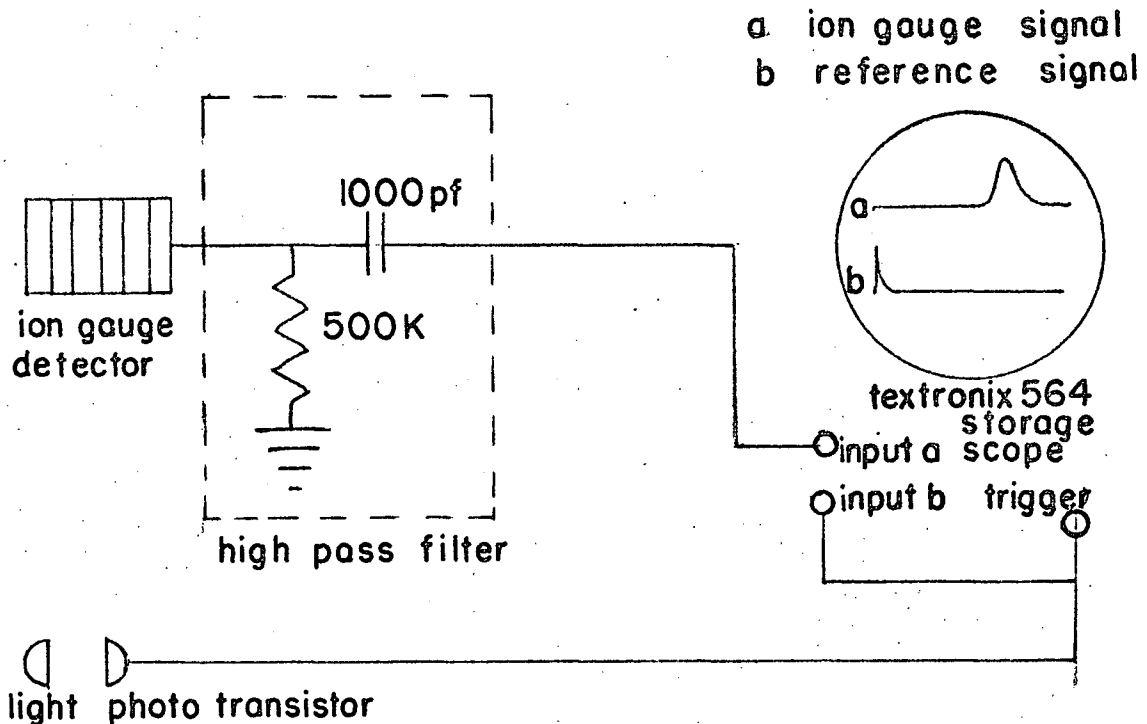 a ion gauge signal
b reference signal
1000pf
a
ion gauge
detector
500K
b
textronix 564
storage
input a scope
input b trigger
high pass filter
light photo transistor